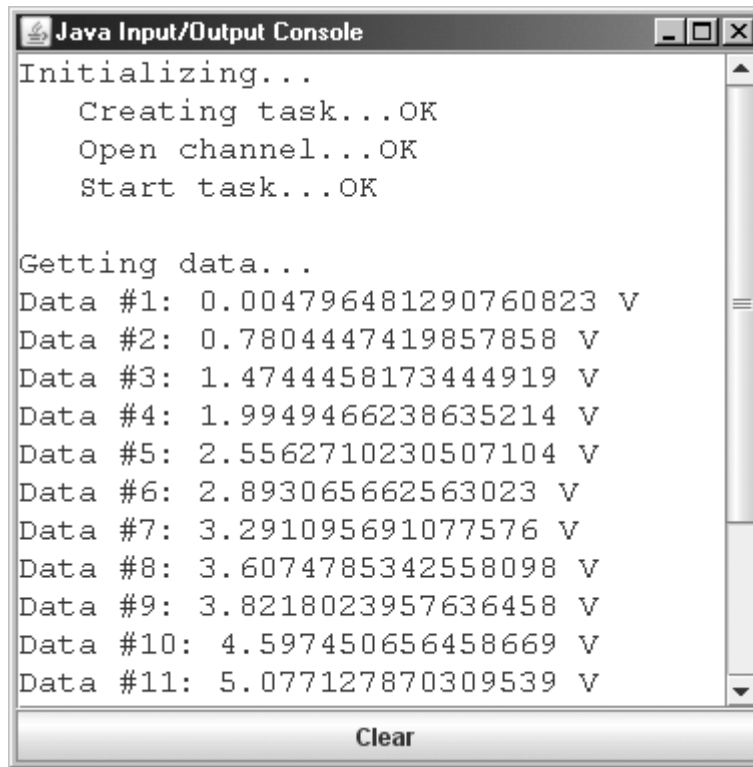 Java Input/Output Console
Initializing...
   Creating task...OK
   Open channel...OK
   Start task...OK

Getting data...
Data #1: 0.004796481290760823 V
Data #2: 0.7804447419857858 V
Data #3: 1.4744458173444919 V
Data #4: 1.9949466238635214 V
Data #5: 2.5562710230507104 V
Data #6: 2.893065662563023 V
Data #7: 3.291095691077576 V
Data #8: 3.6074785342558098 V
Data #9: 3.8218023957636458 V
Data #10: 4.597450656458669 V
Data #11: 5.077127870309539 V
Clear